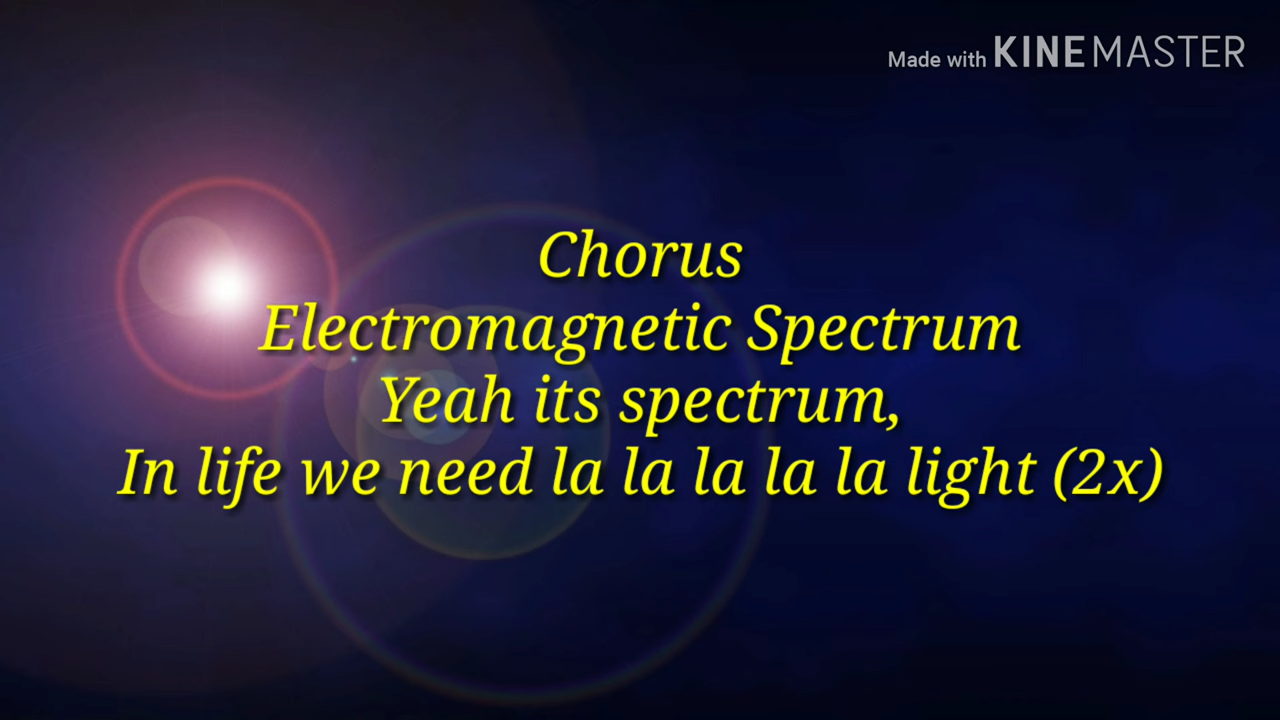 Made with KINEMASTER
Chorus
Electromagnetic Spectrum
Yeah its spectrum,
In life we need la la la la la light (2x)